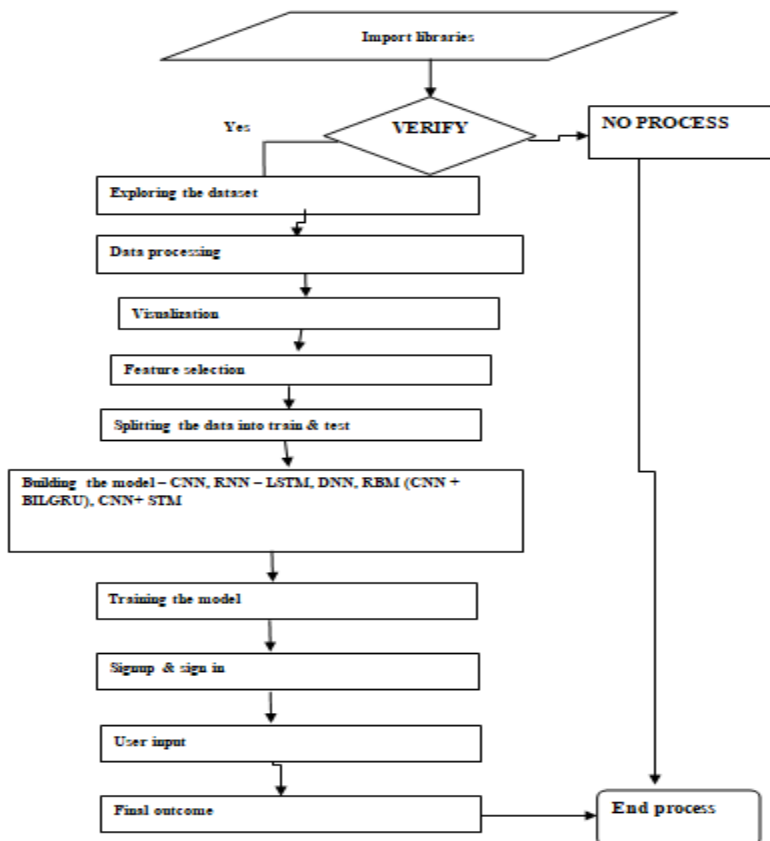 Import libraries
VERIFY
Yes
NO PROCESS
Exploring the dataset
Data processing
Visualization
Feature selection
Splitting the data into train & test
Building the model – CNN, RNN – LSTM, DNN, RBM (CNN +
BILGRU), CNN+ STM
Training the model
Signup & sign in
User input
Final outcome
End process